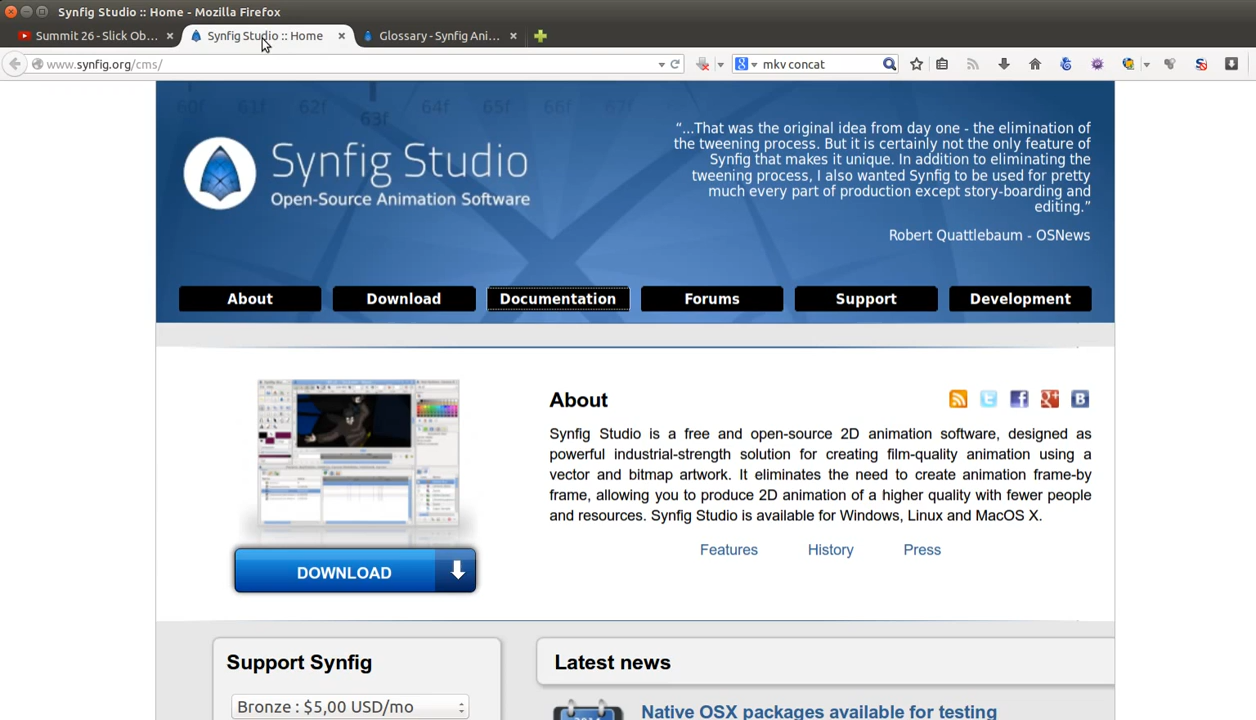 Synfig Studio :: Home - Mozilla Firefox
Summit 26 - Slick Ob...
Synfig Studio :: Home
Glossary - Synfig Ani...
www.synfig.org/cms/
mkv concat
60f 61f 62f 63f 64f 65f 66f 67f
Synfig Studio
Open-Source Animation Software
“...That was the original idea from day one - the elimination of
the tweening process. But it is certainly not the only feature of
Synfig that makes it unique. In addition to eliminating the
tweening process, I also wanted Synfig to be used for pretty
much every part of production except story-boarding and
editing.”
Robert Quattlebaum - OSNews
About Download Documentation Forums Support Development
About
Synfig Studio is a free and open-source 2D animation software, designed as
powerful industrial-strength solution for creating film-quality animation using a
vector and bitmap artwork. It eliminates the need to create animation frame-by
frame, allowing you to produce 2D animation of a higher quality with fewer people
and resources. Synfig Studio is available for Windows, Linux and MacOS X.
Features History Press
DOWNLOAD
Support Synfig
Bronze : $5,00 USD/mo
Latest news
Native OSX packages available for testing